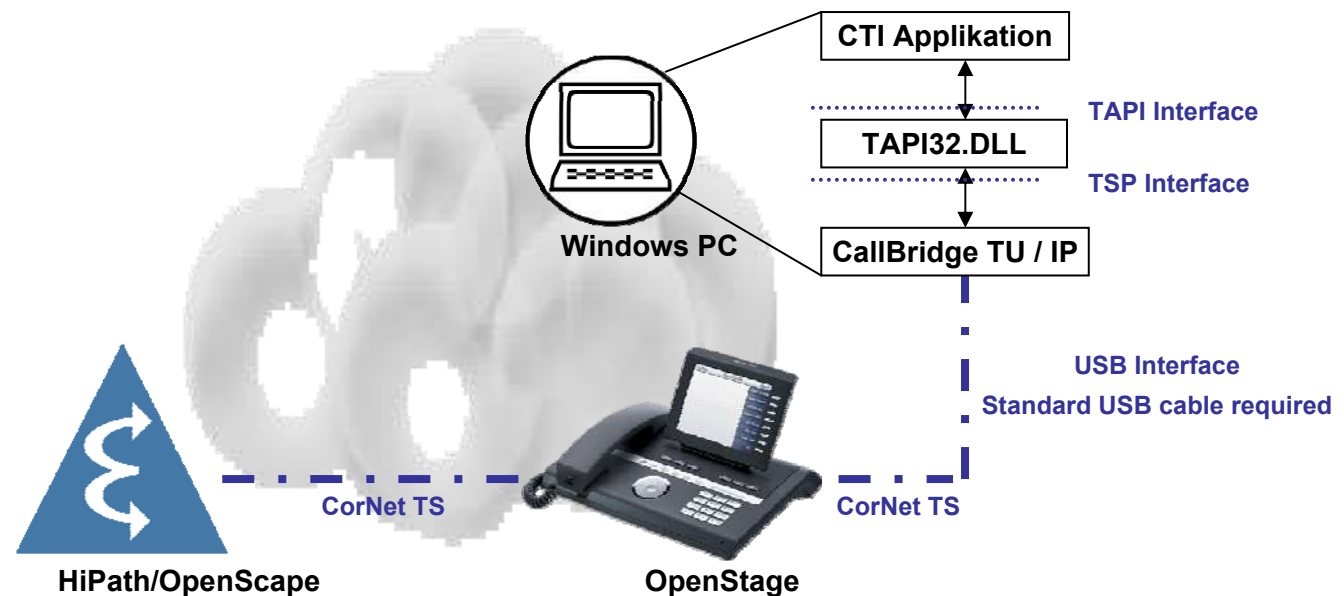 CTI Applikation
TAPI Interface
TAPI32.DLL
TSP Interface
Windows PC
CallBridge TU / IP
USB Interface
Standard USB cable required
CorNet TS
CorNet TS
HiPath/OpenScape
OpenStage